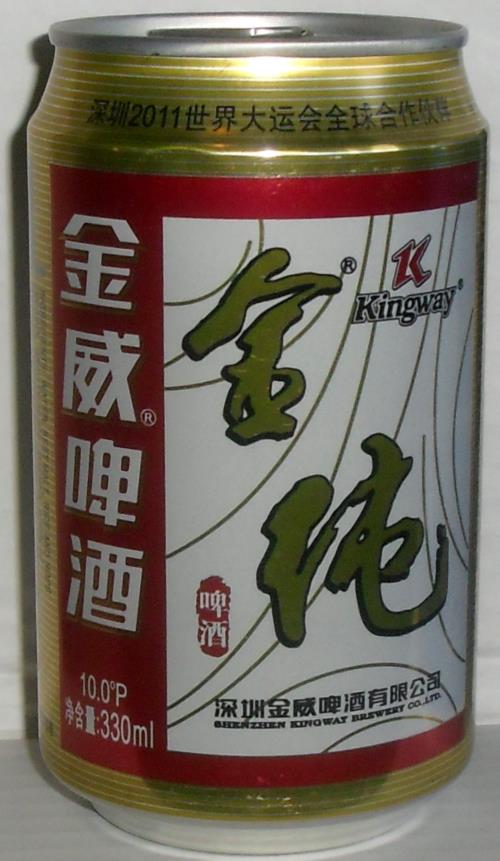 深圳2011世界大运会全球合作伙伴
金威®啤酒
10.0°P
净含量:330ml
金纯®
K
Kingway®
啤酒
深圳金威啤酒有限公司
SHENZHEN KINGWAY BREWERY CO.,LTD.